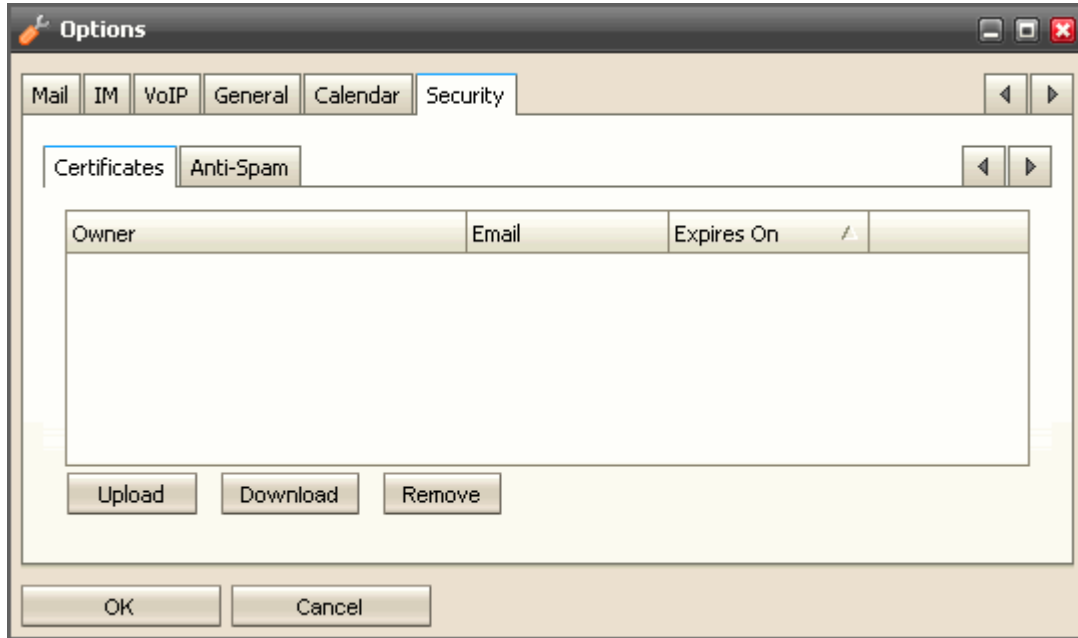 Options
Mail IM VoIP General Calendar Security
Certificates Anti-Spam
Owner Email Expires On
Upload Download Remove
OK Cancel